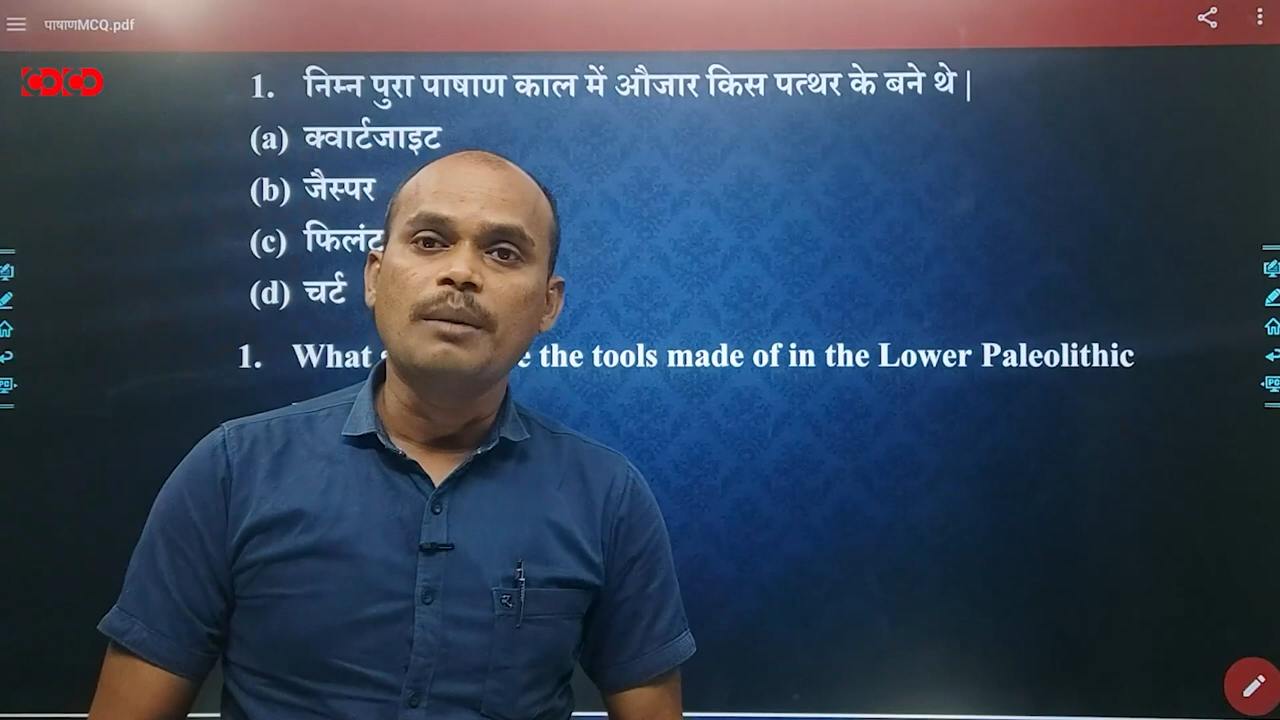 पाषाणMCQ.pdf
COCO
1. निम्न पुरा पाषाण काल में औजार किस पत्थर के बने थे |
(a) क्वार्टजाइट
(b) जैस्पर
(c) फिलंट
(d) चर्ट
1. What the tools made of in the Lower Paleolithic